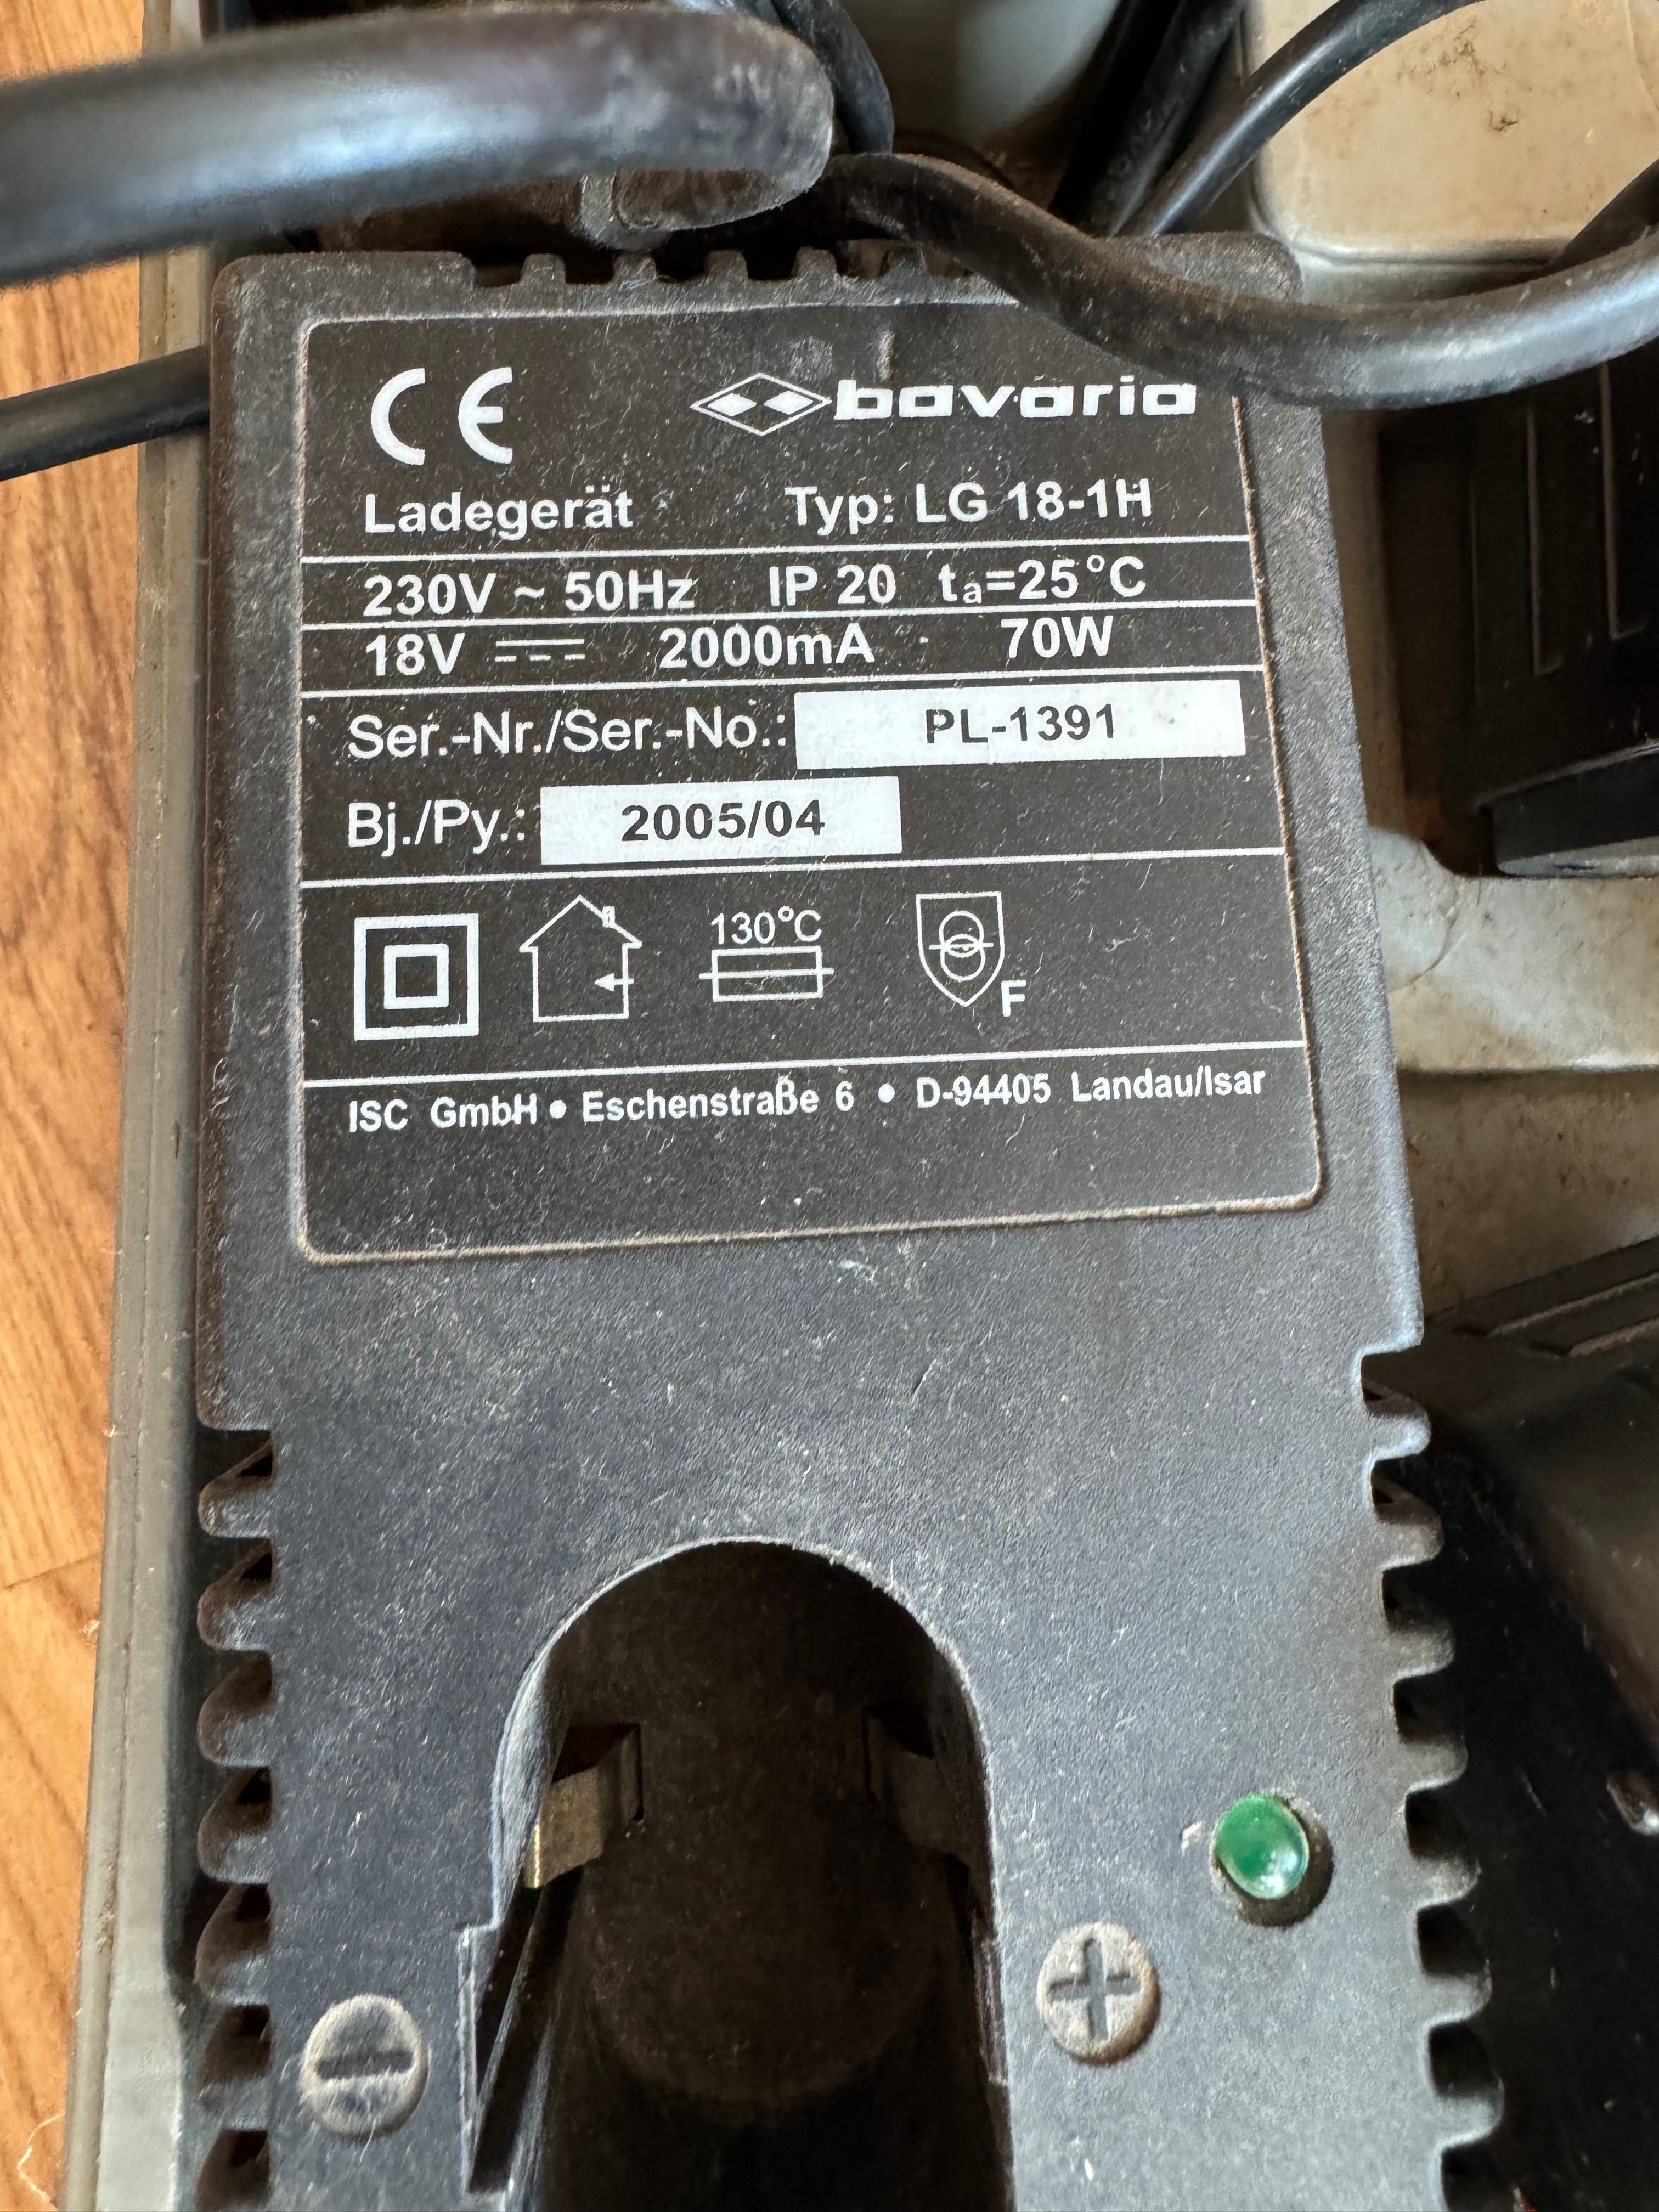 CE bavaria
Ladegerät Typ: LG 18-1H
230V ~ 50Hz IP 20 ta=25°C
18V ⎓ 2000mA 70W
Ser.-Nr./Ser.-No.: PL-1391
Bj./Py.: 2005/04
130°C
F
ISC GmbH • Eschenstraße 6 • D-94405 Landau/Isar